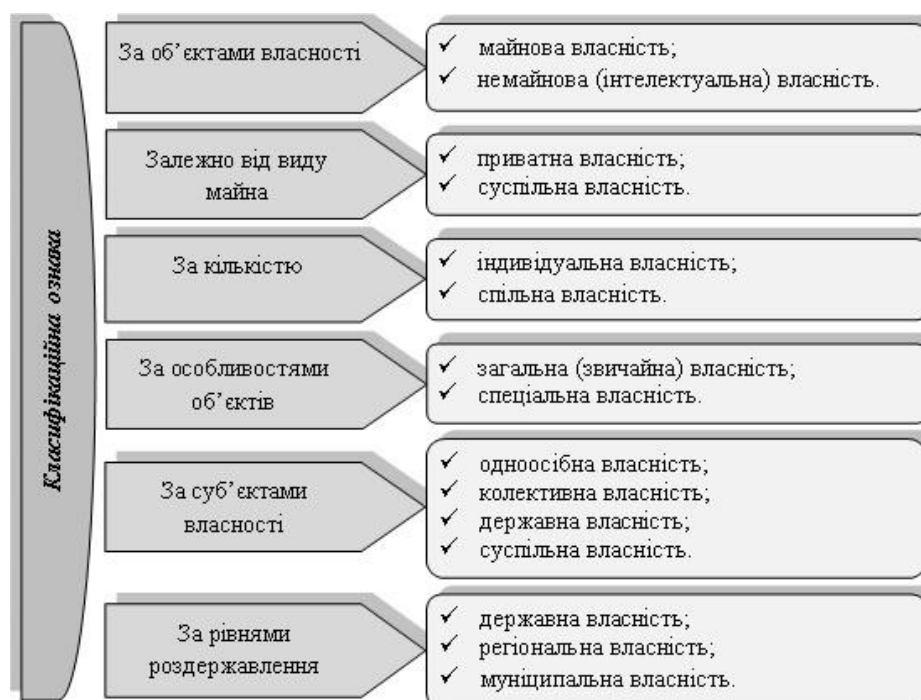 Класифікаційна ознака
За об’єктами власності
майнова власність;
немайнова (інтелектуальна) власність.
Залежно від виду
майна
приватна власність;
суспільна власність.
За кількістю
індивідуальна власність;
спільна власність.
За особливостями
об’єктів
загальна (звичайна) власність;
спеціальна власність.
За суб’єктами
власності
одноосібна власність;
колективна власність;
державна власність;
суспільна власність.
За рівнями
роздержавлення
державна власність;
регіональна власність;
муніципальна власність.